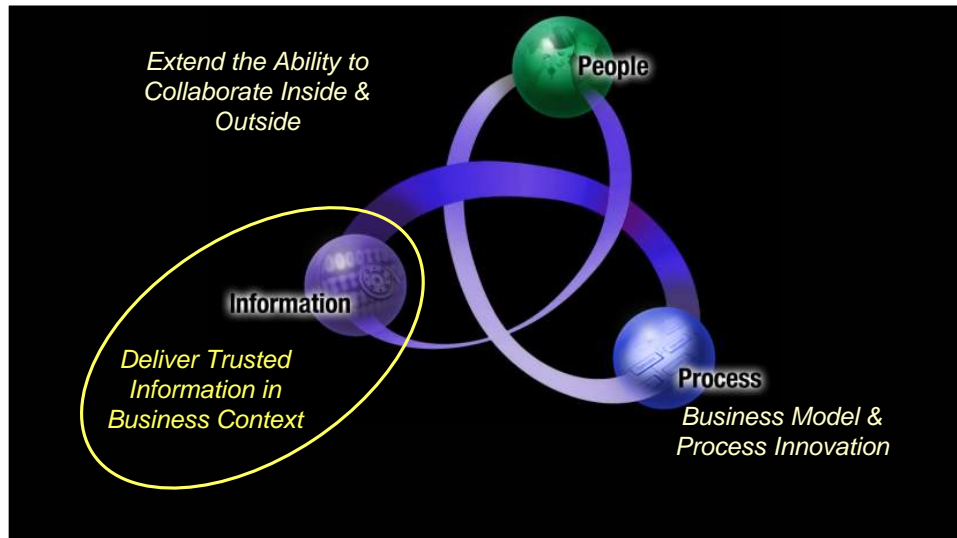 Extend the Ability to
Collaborate Inside &
Outside
People
Information
Deliver Trusted
Information in
Business Context
Process
Business Model &
Process Innovation